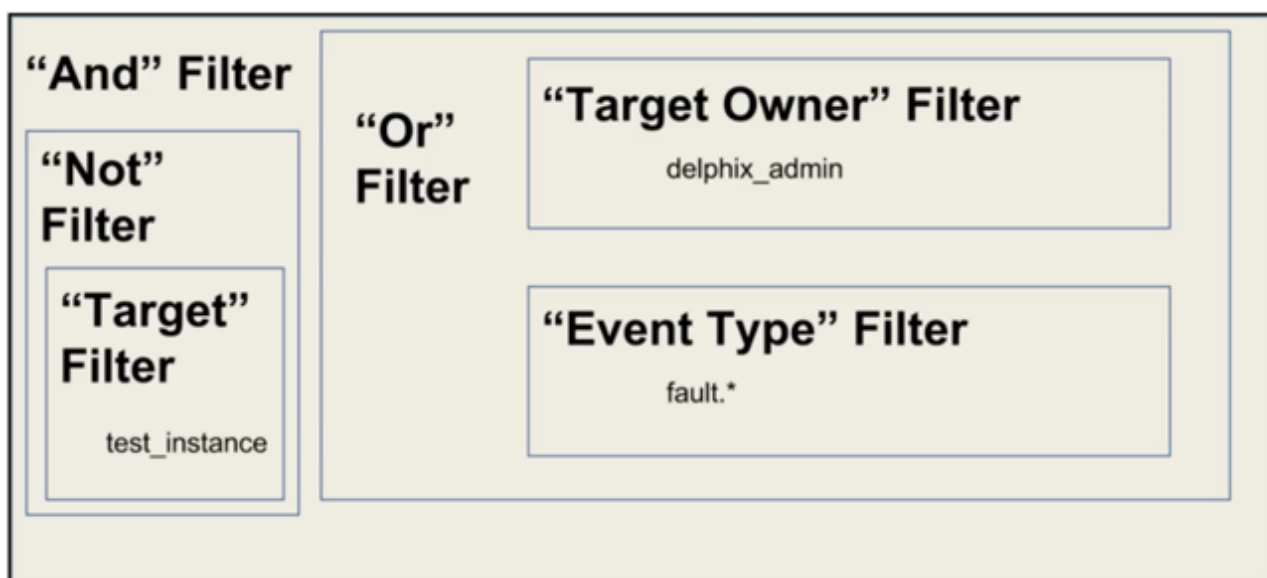 “And” Filter
“Not”
Filter
“Target”
Filter
test_instance
“Or”
Filter
“Target Owner” Filter
delphix_admin
“Event Type” Filter
fault.*